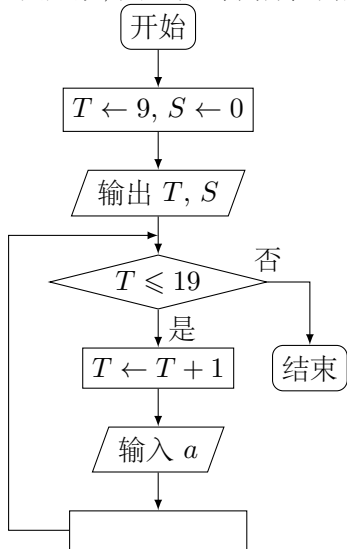 开始
T ← 9, S ← 0
输出 T, S
T ⩽ 19
否
是
T ← T + 1
结束
输入 a